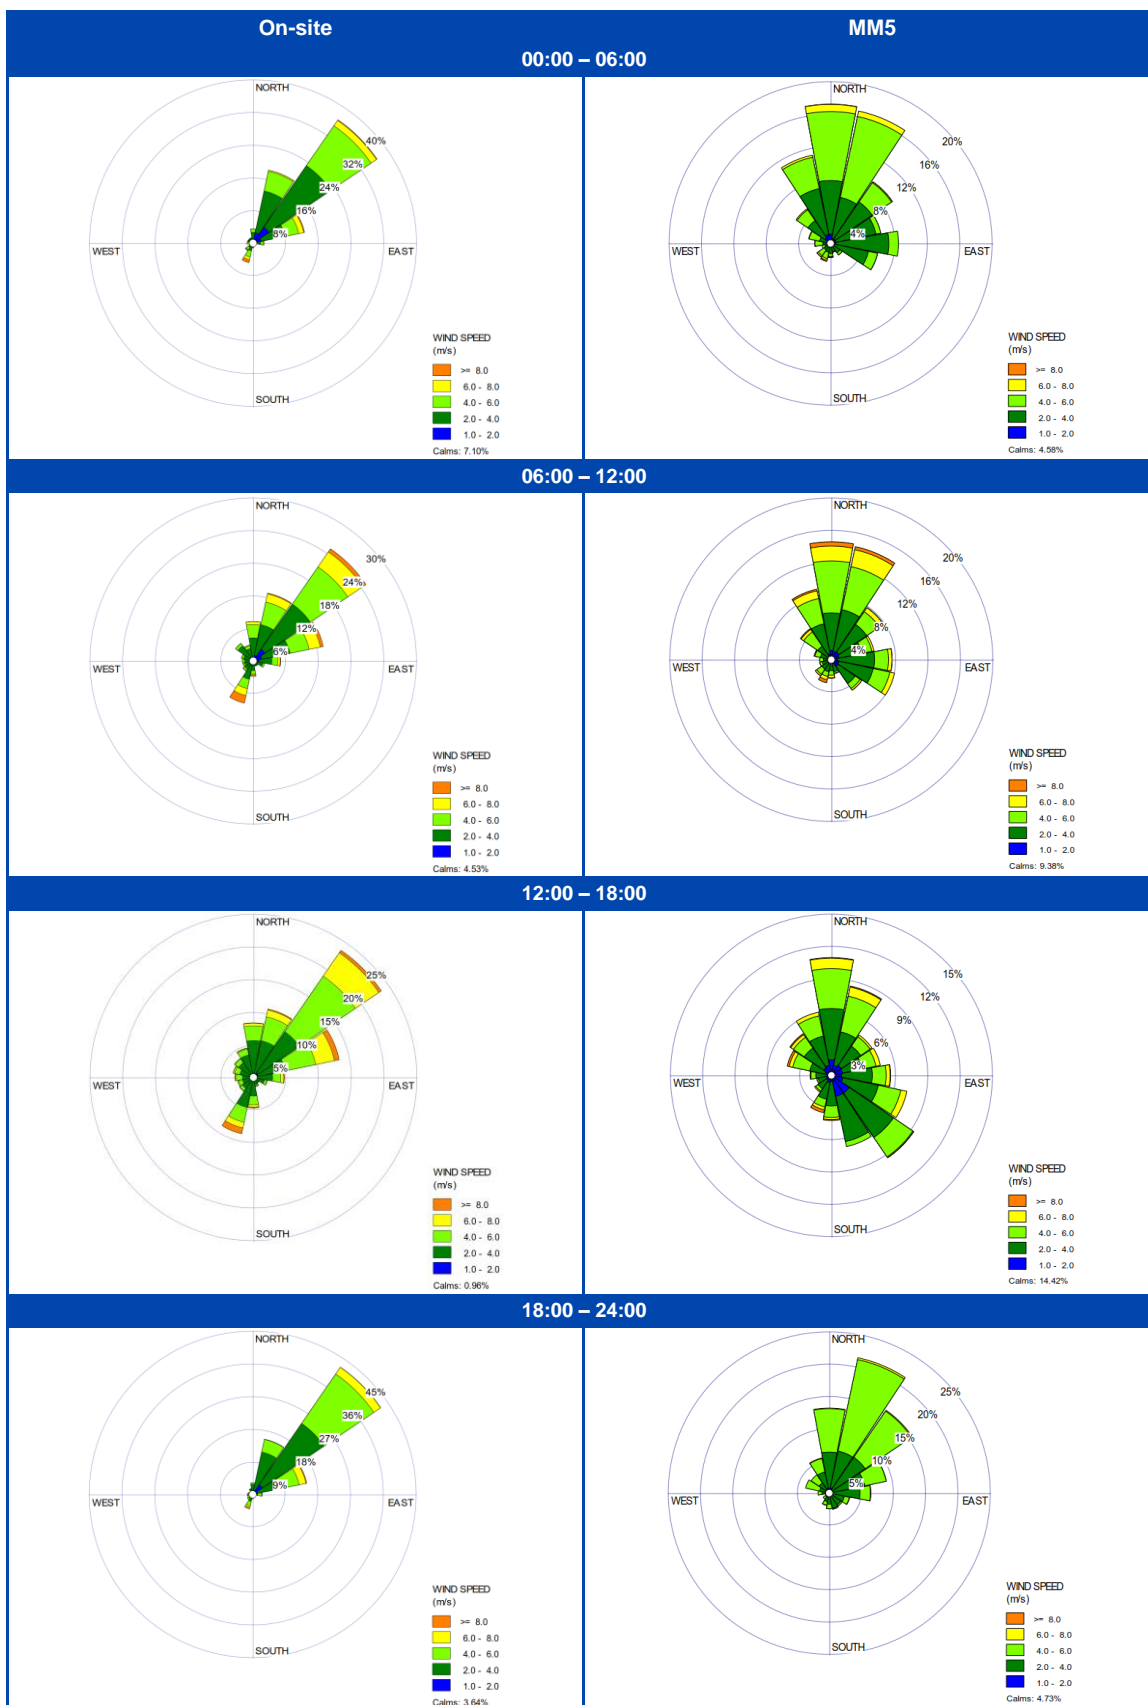 On-site
MM5
00:00 – 06:00
NORTH
40%
32%
24%
16%
8%
WEST
EAST
SOUTH
WIND SPEED
(m/s)
>= 8.0
6.0 - 8.0
4.0 - 6.0
2.0 - 4.0
1.0 - 2.0
Calms: 7.10%
NORTH
20%
16%
12%
8%
4%
WEST
EAST
SOUTH
WIND SPEED
(m/s)
>= 8.0
6.0 - 8.0
4.0 - 6.0
2.0 - 4.0
1.0 - 2.0
Calms: 4.58%
06:00 – 12:00
NORTH
30%
24%
18%
12%
6%
WEST
EAST
SOUTH
WIND SPEED
(m/s)
>= 8.0
6.0 - 8.0
4.0 - 6.0
2.0 - 4.0
1.0 - 2.0
Calms: 4.53%
NORTH
20%
16%
12%
8%
4%
WEST
EAST
SOUTH
WIND SPEED
(m/s)
>= 8.0
6.0 - 8.0
4.0 - 6.0
2.0 - 4.0
1.0 - 2.0
Calms: 9.38%
12:00 – 18:00
NORTH
25%
20%
15%
10%
5%
WEST
EAST
SOUTH
WIND SPEED
(m/s)
>= 8.0
6.0 - 8.0
4.0 - 6.0
2.0 - 4.0
1.0 - 2.0
Calms: 0.96%
NORTH
15%
12%
9%
6%
3%
WEST
EAST
SOUTH
WIND SPEED
(m/s)
>= 8.0
6.0 - 8.0
4.0 - 6.0
2.0 - 4.0
1.0 - 2.0
Calms: 14.42%
18:00 – 24:00
NORTH
45%
36%
27%
18%
9%
WEST
EAST
SOUTH
WIND SPEED
(m/s)
>= 8.0
6.0 - 8.0
4.0 - 6.0
2.0 - 4.0
1.0 - 2.0
Calms: 3.64%
NORTH
25%
20%
15%
10%
5%
WEST
EAST
SOUTH
WIND SPEED
(m/s)
>= 8.0
6.0 - 8.0
4.0 - 6.0
2.0 - 4.0
1.0 - 2.0
Calms: 4.73%